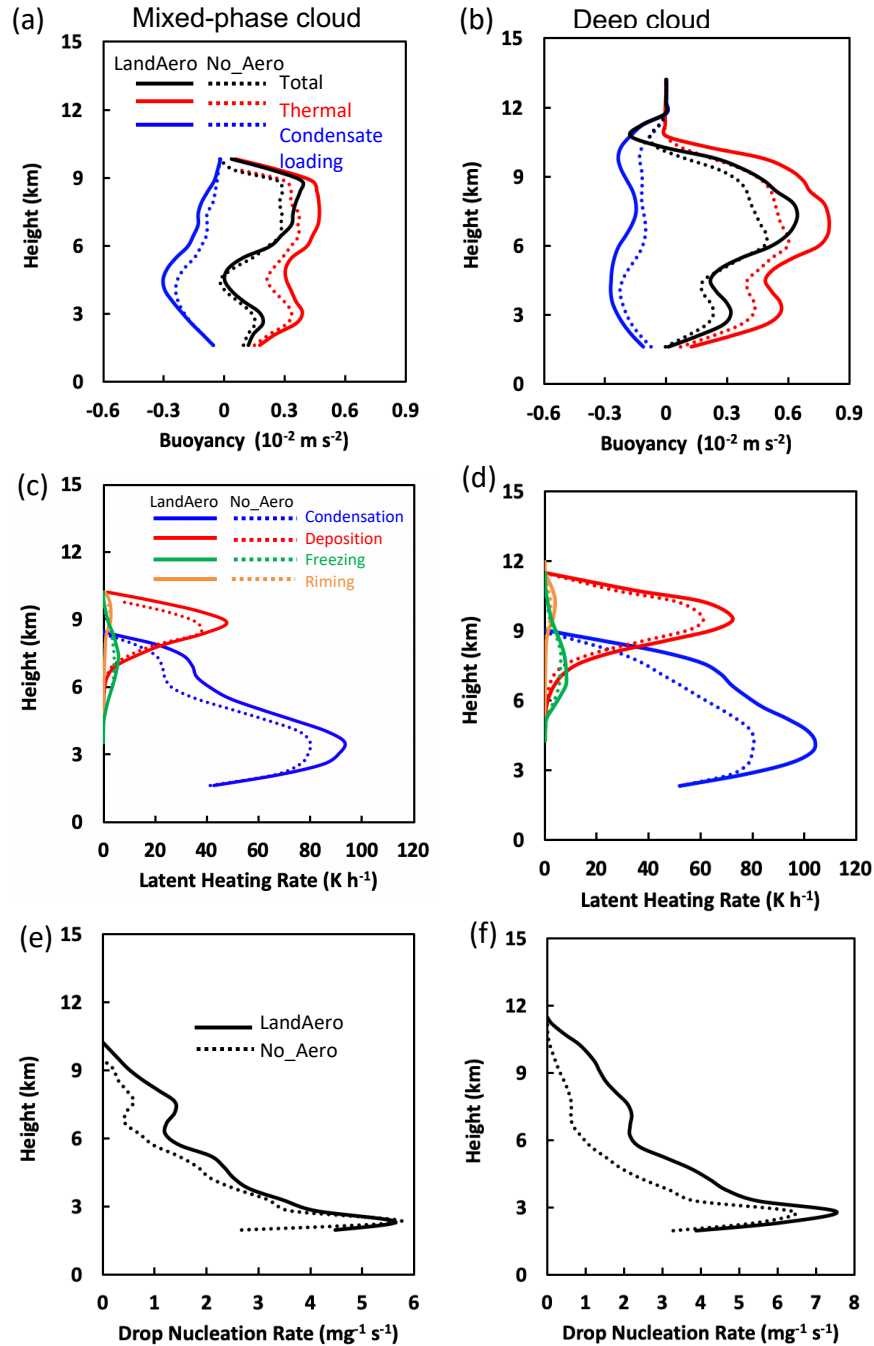 (a) Mixed-phase cloud
15
12
9
6
3
0
LandAero No_Aero
Total
Thermal
Condensate
loading
Height (km)
-0.6 -0.3 0 0.3 0.6 0.9
Buoyancy (10-2 m s-2)
(b) Deep cloud
15
12
9
6
3
0
Height (km)
-0.6 -0.3 0 0.3 0.6 0.9
Buoyancy (10-2 m s-2)
(c)
15
12
9
6
3
0
LandAero No_Aero
Condensation
Deposition
Freezing
Riming
Height (km)
0 20 40 60 80 100 120
Latent Heating Rate (K h-1)
(d)
15
12
9
6
3
0
Height (km)
0 20 40 60 80 100 120
Latent Heating Rate (K h-1)
(e)
15
12
9
6
3
0
LandAero
No_Aero
Height (km)
0 1 2 3 4 5 6
Drop Nucleation Rate (mg-1 s-1)
(f)
15
12
9
6
3
0
Height (km)
0 1 2 3 4 5 6 7 8
Drop Nucleation Rate (mg-1 s-1)